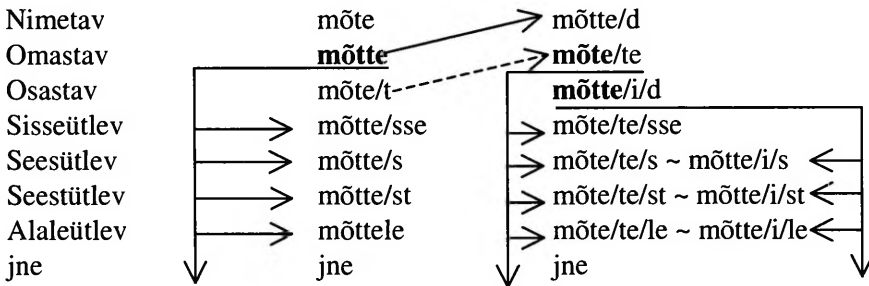 Nimetav mõte mõtte/d
Omastav mõtte mõte/te
Osastav mõte/t mõtte/i/d
Sisseütlev mõtte/sse mõte/te/sse
Seesütlev mõtte/s mõte/te/s ~ mõtte/i/s
Seestütlev mõtte/st mõte/te/st ~ mõtte/i/st
Alaleütlev mõttele mõte/te/le ~ mõtte/i/le
jne jne jne